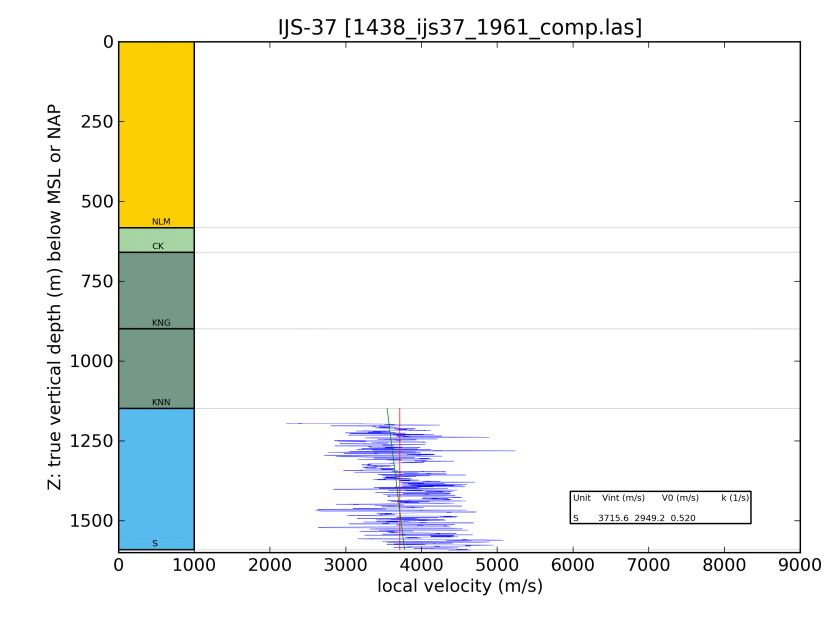 IJS-37 [1438_ijs37_1961_comp.las]
Z: true vertical depth (m) below MSL or NAP
0
250
500
750
1000
1250
1500
NLM
CK
KNG
KNN
S
Unit Vint (m/s) V0 (m/s) k (1/s)
S 3715.6 2949.2 0.520
0 1000 2000 3000 4000 5000 6000 7000 8000 9000
local velocity (m/s)